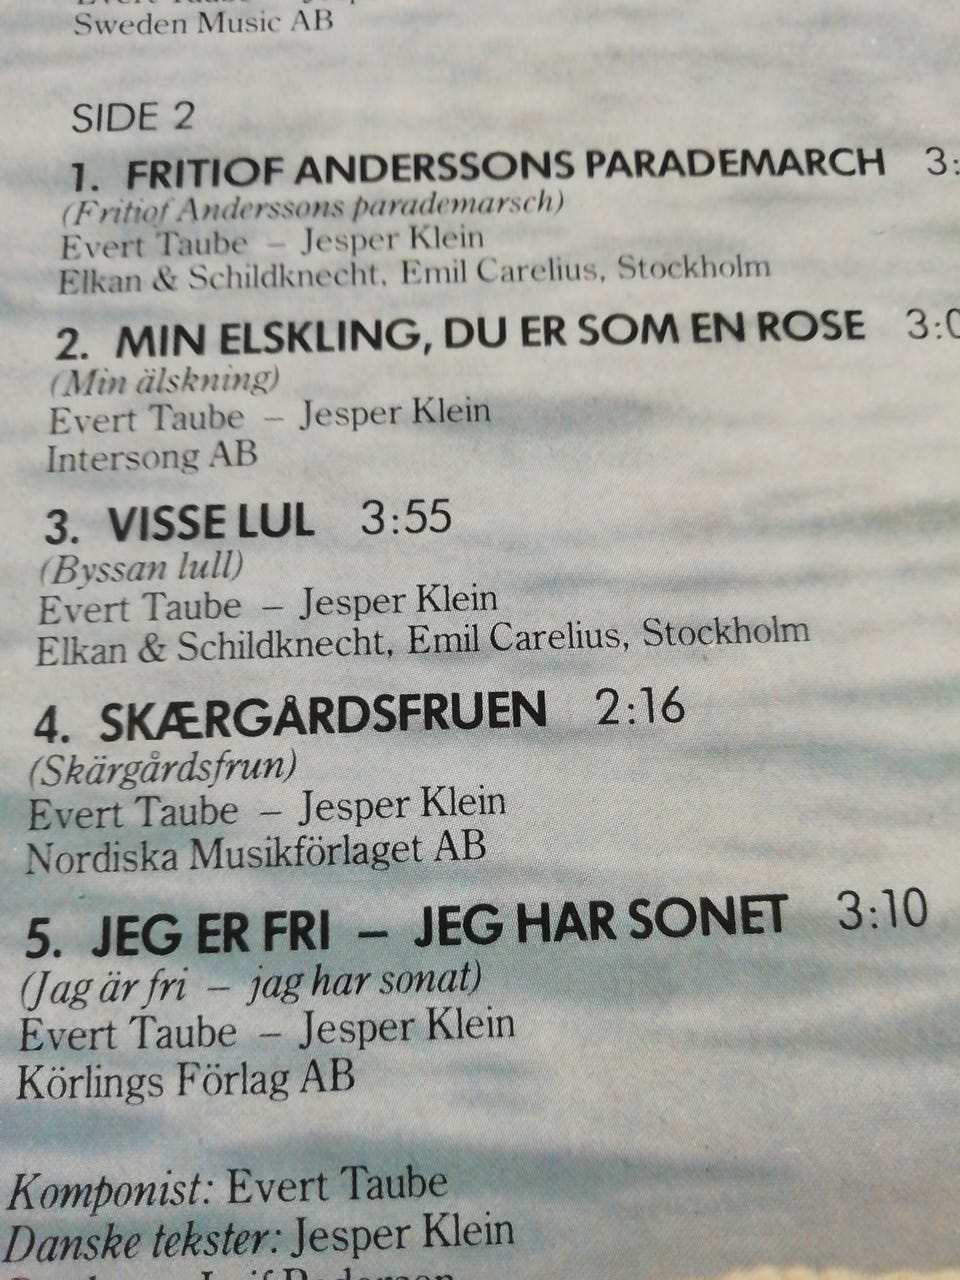 Sweden Music AB
SIDE 2
1. FRITIOF ANDERSSONS PARADEMARCH 3:
(Fritiof Anderssons parademarsch)
Evert Taube – Jesper Klein
Elkan & Schildknecht, Emil Carelius, Stockholm
2. MIN ELSKLING, DU ER SOM EN ROSE 3:0
(Min älskning)
Evert Taube – Jesper Klein
Intersong AB
3. VISSE LUL 3:55
(Byssan lull)
Evert Taube – Jesper Klein
Elkan & Schildknecht, Emil Carelius, Stockholm
4. SKÆRGÅRDSFRUEN 2:16
(Skärgårdsfrun)
Evert Taube – Jesper Klein
Nordiska Musikförlaget AB
5. JEG ER FRI – JEG HAR SONET 3:10
(Jag är fri – jag har sonat)
Evert Taube – Jesper Klein
Körlings Förlag AB
Komponist: Evert Taube
Danske tekster: Jesper Klein